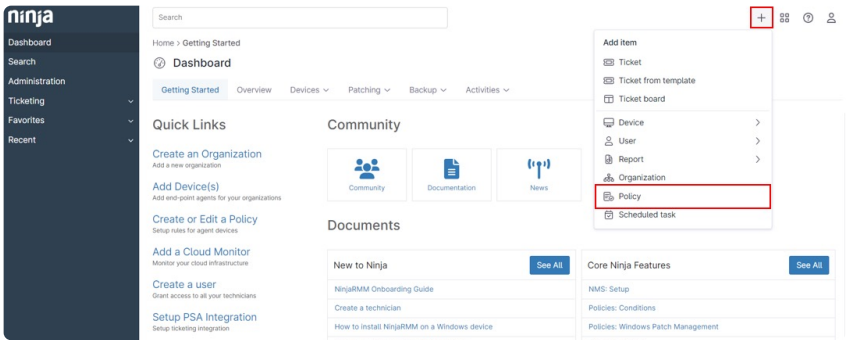 ninja
Search
Dashboard
Search
Administration
Ticketing
Favorites
Recent
Home > Getting Started
Dashboard
Getting Started Overview Devices Patching Backup Activities
Quick Links
Create an Organization
Add a new organization
Add Device(s)
Add end-point agents for your organizations
Create or Edit a Policy
Setup rules for agent devices
Add a Cloud Monitor
Monitor your cloud infrastructure
Create a user
Grant access to all your technicians
Setup PSA Integration
Setup ticketing integration
Community
Community Documentation News
Documents
New to Ninja See All
NinjaRMM Onboarding Guide
Create a technician
How to install NinjaRMM on a Windows device
Core Ninja Features See All
NMS: Setup
Policies: Conditions
Policies: Windows Patch Management
Add item
Ticket
Ticket from template
Ticket board
Device
User
Report
Organization
Policy
Scheduled task